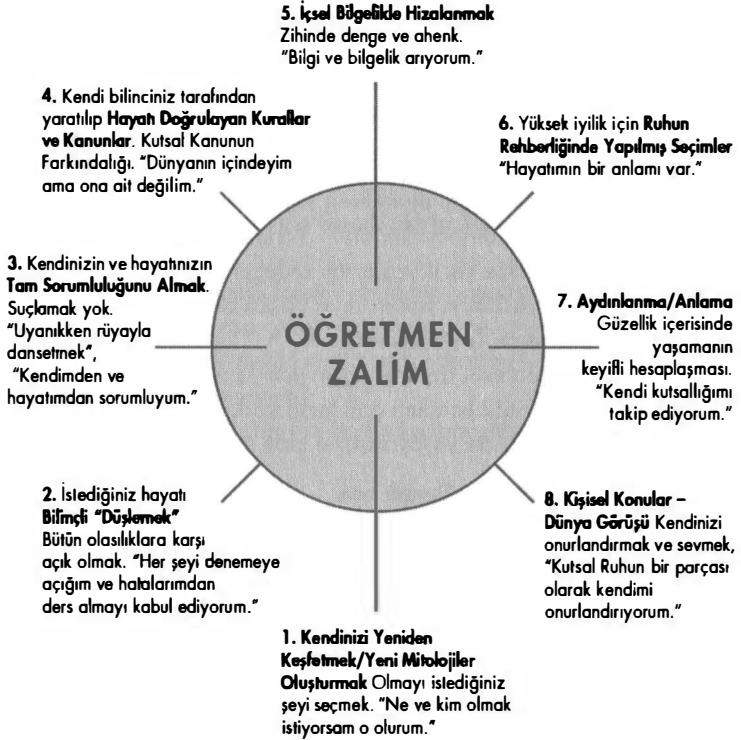 5. İçsel Bilgelikle Hizalanmak
Zihinde denge ve ahenk.
"Bilgi ve bilgelik arıyorum."
4. Kendi bilinciniz tarafından
yaratılıp Hayatı Doğrulayan Kurallar
ve Kanunlar. Kutsal Kanunun
Farkındalığı. "Dünyanın içindeyim
ama ona ait değilim."
6. Yüksek iyilik için Ruhun
Rehberliğinde Yapılmış Seçimler
"Hayatımın bir anlamı var."
3. Kendinizin ve hayatınızın
Tam Sorumluluğunu Almak.
Suçlamak yok.
"Uyanıkken rüyayla
dansetmek",
"Kendimden ve
hayatımdan sorumluyum."
ÖĞRETMEN
ZALİM
7. Aydınlanma/Anlama
Güzellik içerisinde
yaşamanın
keyifli hesaplaşması.
"Kendi kutsallığımı
takip ediyorum."
2. İstediğiniz hayatı
Bilinçli "Düşlemek"
Bütün olasılıklara karşı
açık olmak. "Her şeyi denemeye
açığım ve hatalarımdan
ders almayı kabul ediyorum."
8. Kişisel Konular –
Dünya Görüşü Kendinizi
onurlandırmak ve sevmek,
"Kutsal Ruhun bir parçası
olarak kendimi
onurlandırıyorum."
1. Kendinizi Yeniden
Keşfetmek/Yeni Mitolojiler
Oluşturmak Olmayı istediğiniz
şeyi seçmek. "Ne ve kim olmak
istiyorsam o olurum."